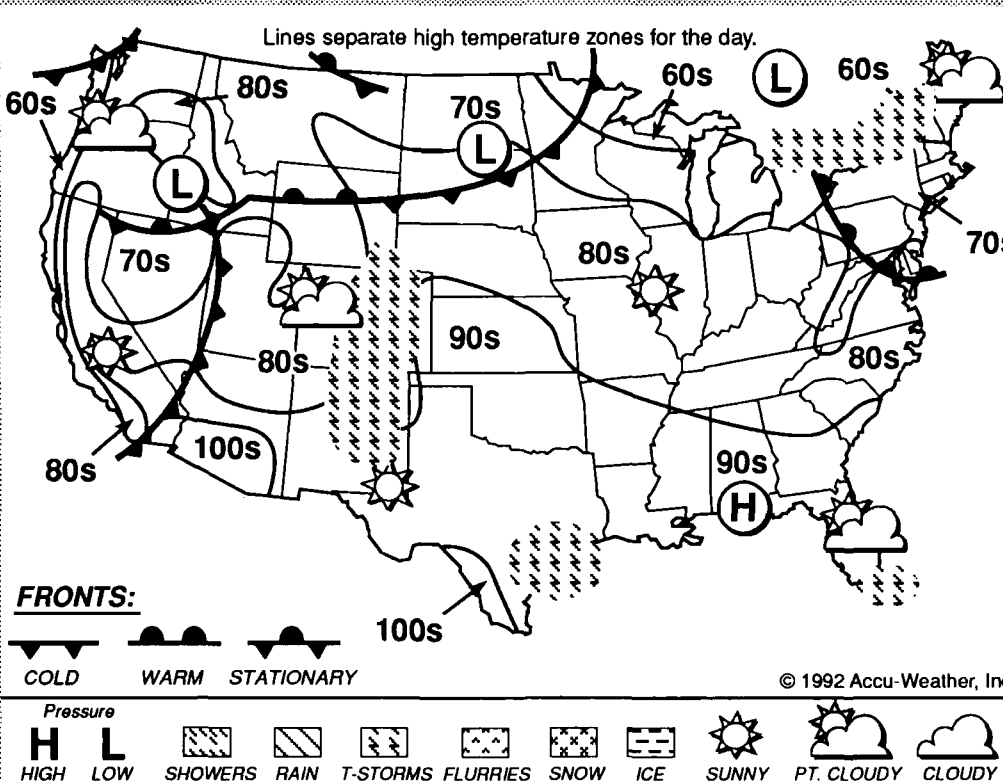 Lines separate high temperature zones for the day.
60s
80s
70s
L
60s
L
60s
L
70s
80s
70s
80s
90s
80s
80s
100s
90s
H
100s
FRONTS:
COLD WARM STATIONARY
© 1992 Accu-Weather, Inc
Pressure
H L
HIGH LOW SHOWERS RAIN T-STORMS FLURRIES SNOW ICE SUNNY PT. CLOUDY CLOUDY